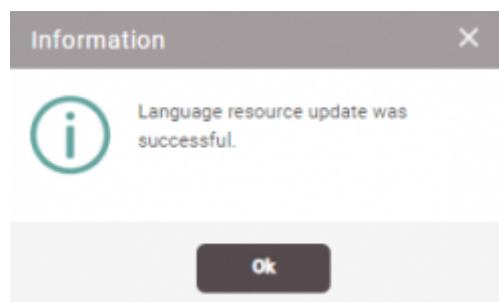 Information
Language resource update was
successful.
Ok